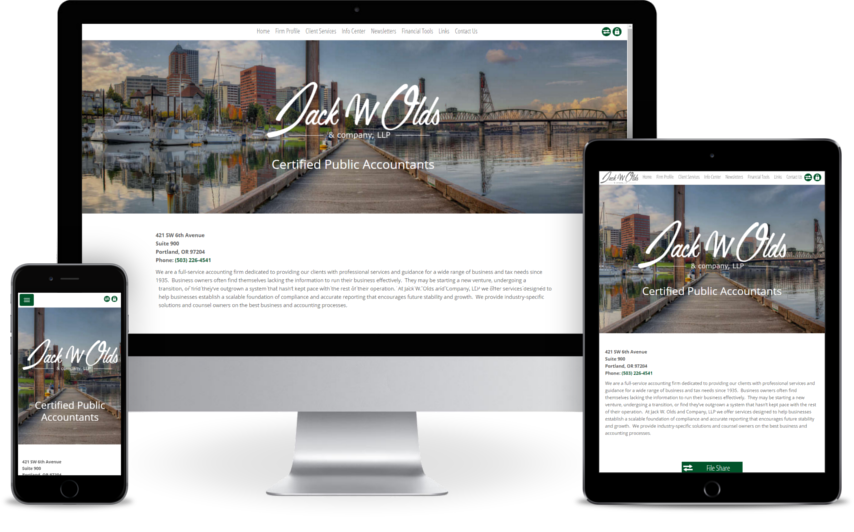 Home Firm Profile Client Services Info Center Newsletters Financial Tools Links Contact Us
Jack W Olds
& company, LLP
Certified Public Accountants
421 SW 6th Avenue
Suite 900
Portland, OR 97204
Phone: (503) 226-4541
We are a full-service accounting firm dedicated to providing our clients with professional services and guidance for a wide range of business and tax needs since
1935. Business owners often find themselves lacking the information to run their business effectively. They may be starting a new venture, undergoing a
transition, or find they've outgrown a system that hasn't kept pace with the rest of their operation. At Jack W. Olds and Company, LLP we offer services designed to
help businesses establish a scalable foundation of compliance and accurate reporting that encourages future stability and growth. We provide industry-specific
solutions and counsel owners on the best business and accounting processes.
Jack W Olds
& company, LLP
Certified Public
Accountants
421 SW 6th Avenue
Suite 900
Portland, OR 97204
Jack W Olds Home Firm Profile Client Services Info Center Newsletters Financial Tools Links Contact Us
Jack W Olds
& company, LLP
Certified Public Accountants
421 SW 6th Avenue
Suite 900
Portland, OR 97204
Phone: (503) 226-4541
We are a full-service accounting firm dedicated to providing our clients with professional services and
guidance for a wide range of business and tax needs since 1935. Business owners often find
themselves lacking the information to run their business effectively. They may be starting a new
venture, undergoing a transition, or find they've outgrown a system that hasn't kept pace with the rest
of their operation. At Jack W. Olds and Company, LLP we offer services designed to help businesses
establish a scalable foundation of compliance and accurate reporting that encourages future stability
and growth. We provide industry-specific solutions and counsel owners on the best business and
accounting processes.
File Share